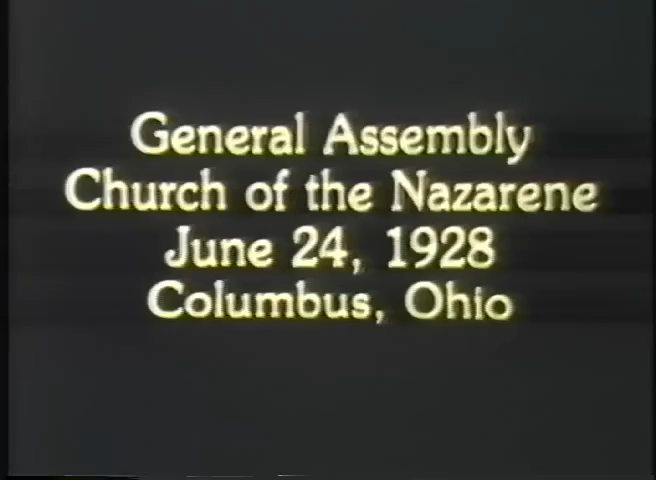 General Assembly
Church of the Nazarene
June 24, 1928
Columbus, Ohio